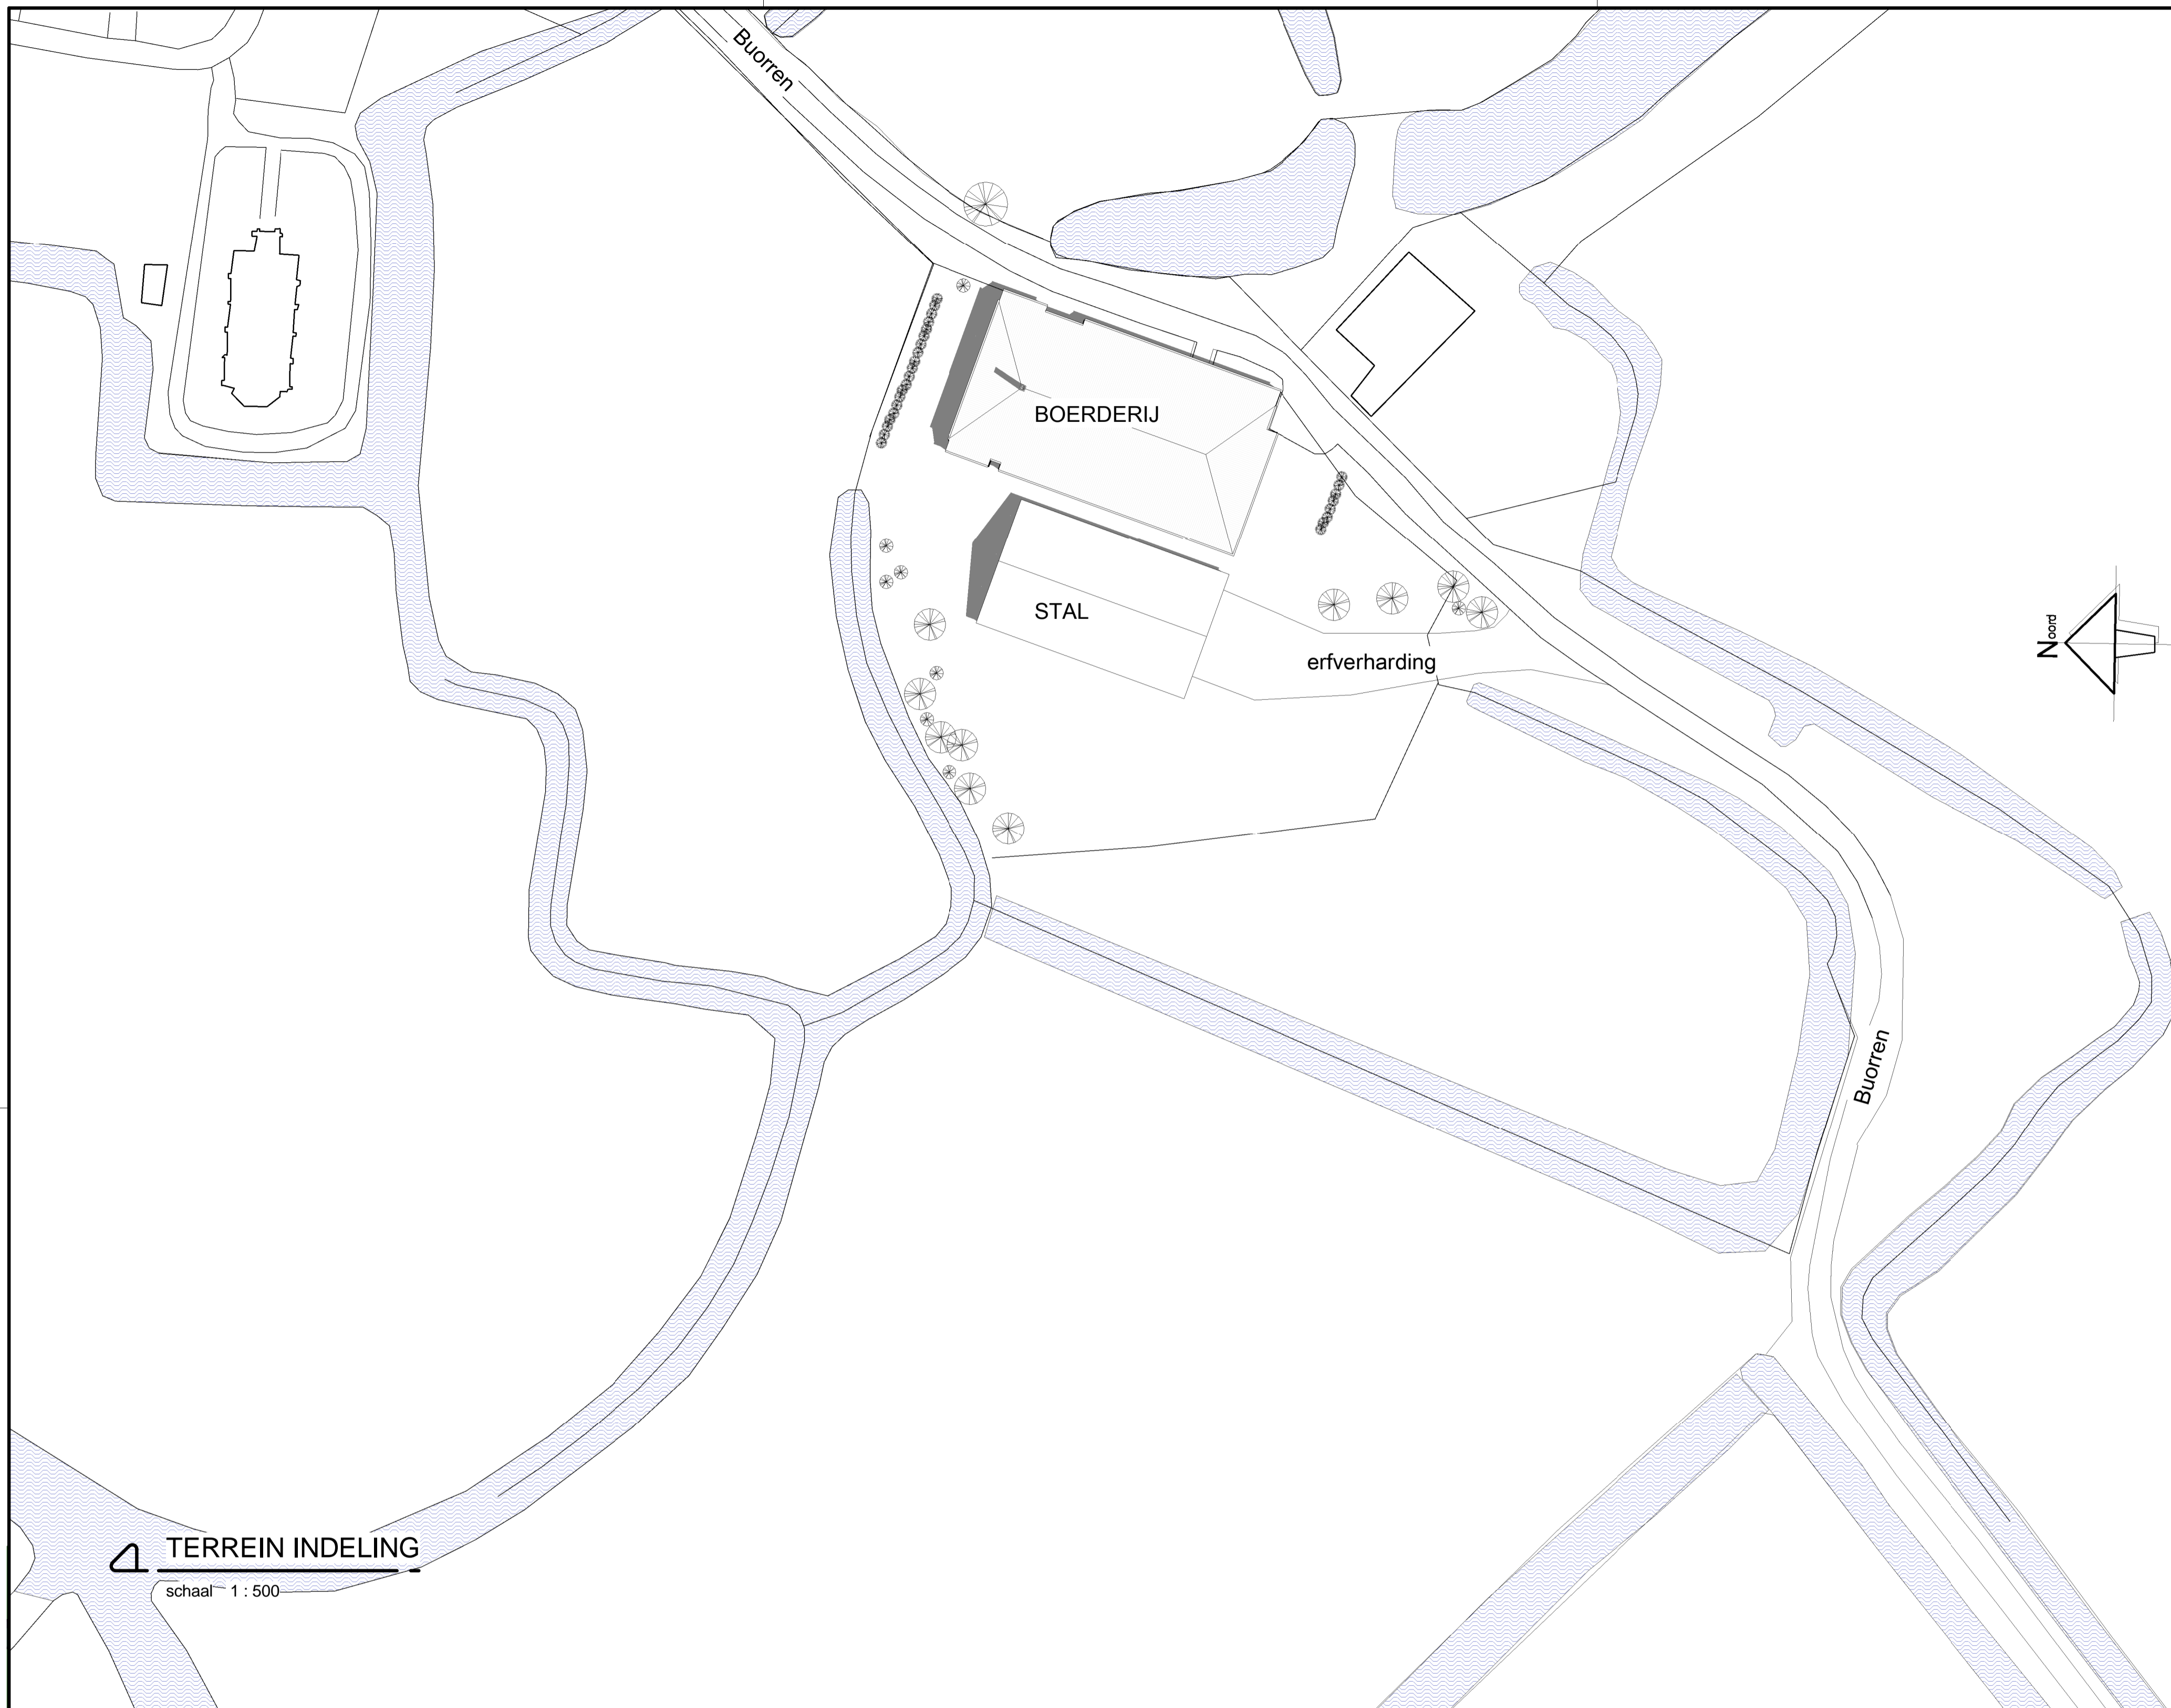 Buorren
BOERDERIJ
STAL
erfverharding
Noord
Buorren
TERREIN INDELING
schaal 1 : 500